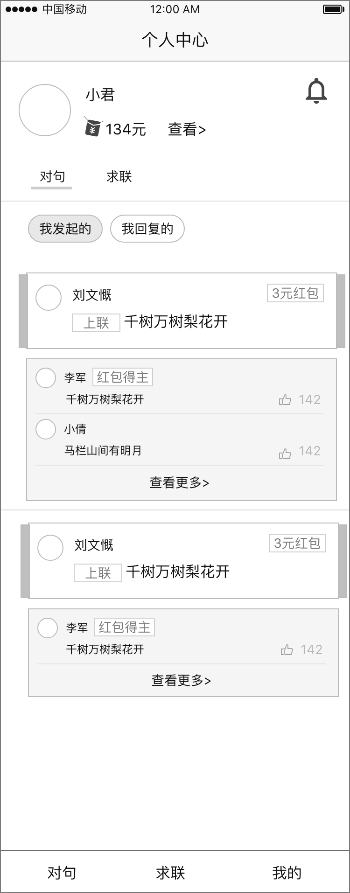 中国移动 12:00 AM
个人中心
小君
¥ 134元 查看>
对句 求联
我发起的 我回复的
刘文慨 3元红包
上联 千树万树梨花开
李军 红包得主
千树万树梨花开 142
小倩
马栏山间有明月 142
查看更多>
刘文慨 3元红包
上联 千树万树梨花开
李军 红包得主
千树万树梨花开 142
查看更多>
对句 求联 我的